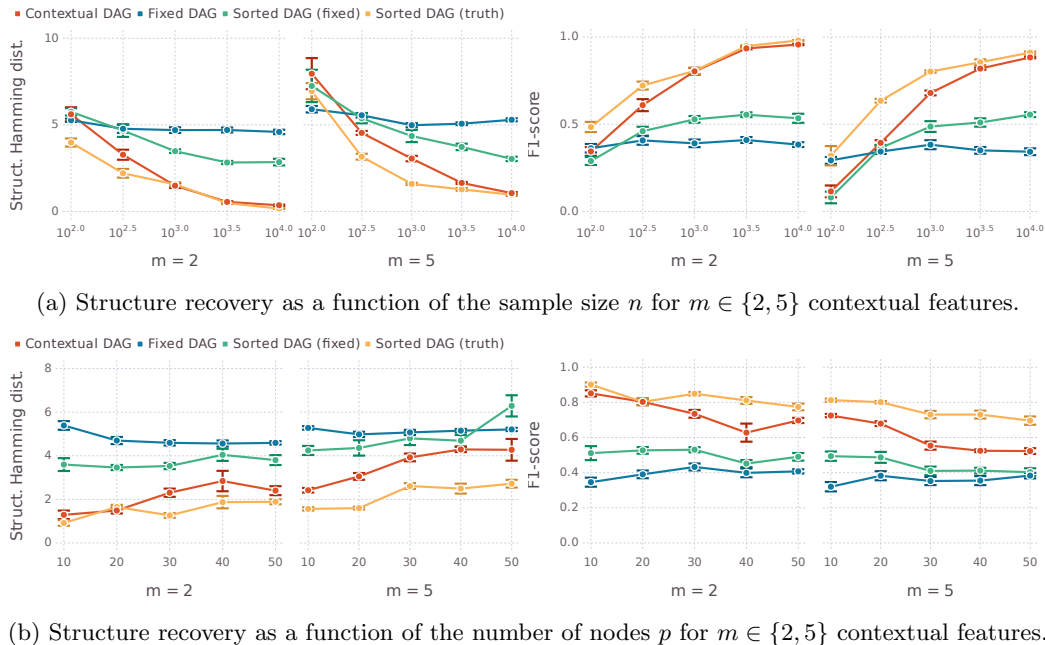 Contextual DAG Fixed DAG Sorted DAG (fixed) Sorted DAG (truth)
Struct. Hamming dist.
10
5
0
10^2.0 10^2.5 10^3.0 10^3.5 10^4.0
m = 2
10^2.0 10^2.5 10^3.0 10^3.5 10^4.0
m = 5
F1-score
1.0
0.5
0.0
10^2.0 10^2.5 10^3.0 10^3.5 10^4.0
m = 2
10^2.0 10^2.5 10^3.0 10^3.5 10^4.0
m = 5
(a) Structure recovery as a function of the sample size n for m ∈ {2, 5} contextual features.
Contextual DAG Fixed DAG Sorted DAG (fixed) Sorted DAG (truth)
Struct. Hamming dist.
8
6
4
2
0
10 20 30 40 50
m = 2
10 20 30 40 50
m = 5
F1-score
1.0
0.8
0.6
0.4
0.2
0.0
10 20 30 40 50
m = 2
10 20 30 40 50
m = 5
(b) Structure recovery as a function of the number of nodes p for m ∈ {2, 5} contextual features.